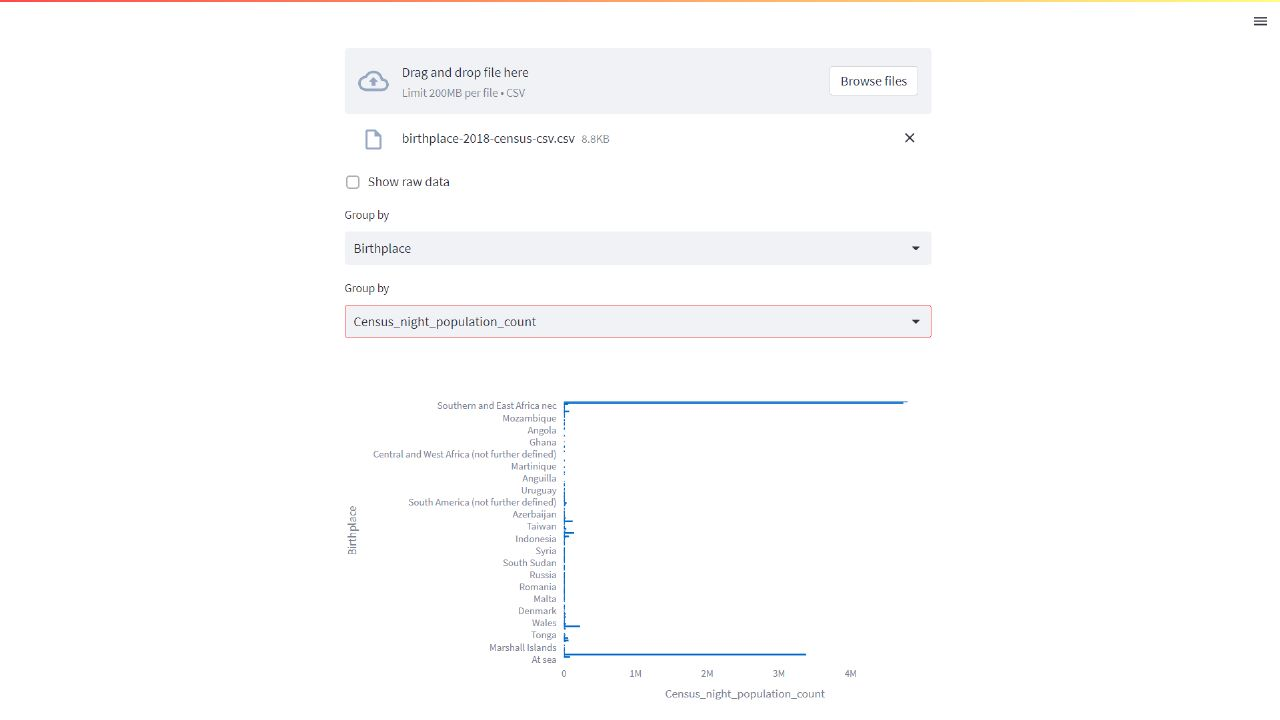 Drag and drop file here
Limit 200MB per file • CSV
Browse files
birthplace-2018-census-csv.csv 8.8KB
Show raw data
Group by
Birthplace
Group by
Census_night_population_count
Birthplace
Southern and East Africa nec
Mozambique
Angola
Ghana
Central and West Africa (not further defined)
Martinique
Anguilla
Uruguay
South America (not further defined)
Azerbaijan
Taiwan
Indonesia
Syria
South Sudan
Russia
Romania
Malta
Denmark
Wales
Tonga
Marshall Islands
At sea
0 1M 2M 3M 4M
Census_night_population_count